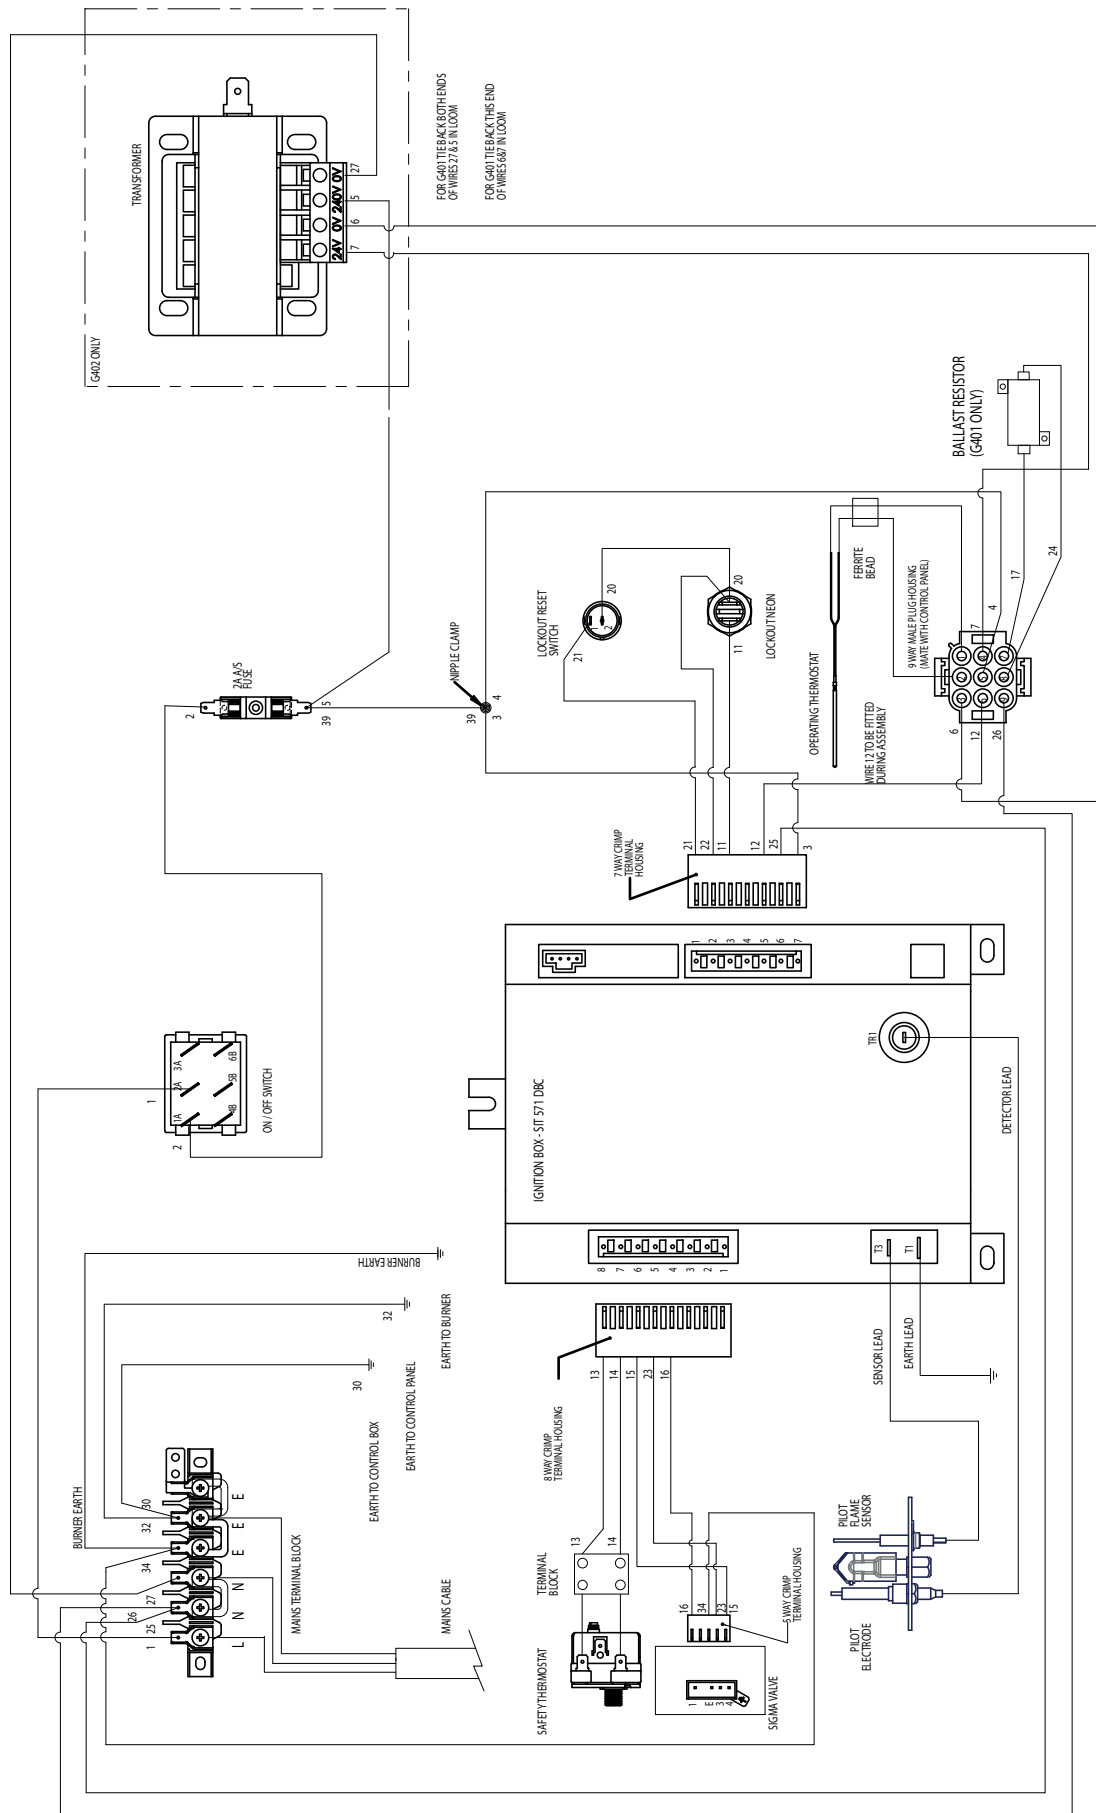 TRANSFORMER
G402 ONLY
24V 0V 240V 0V
7
6
5
27
FOR G401 TIE BACK BOTH ENDS
OF WIRES 27 & 5 IN LOOM
FOR G401 TIE BACK THIS END
OF WIRES 6&7 IN LOOM
BALLAST RESISTOR
(G401 ONLY)
2A A/S
FUSE
2
39
5
NIPPLE CLAMP
39
3
4
LOCKOUT RESET
SWITCH
1
2
20
21
LOCKOUT NEON
20
11
OPERATING THERMOSTAT
FERRITE
BEAD
9 WAY MALE PLUG HOUSING
(MATE WITH CONTROL PANEL)
WIRE 12 TO BE FITTED
DURING ASSEMBLY
7
4
17
24
6
12
26
7 WAY CRIMP
TERMINAL
HOUSING
21
22
11
12
25
3
ON / OFF SWITCH
1
2
1A
2A
3A
4B
5B
6B
IGNITION BOX - SIT 571 DBC
1
2
3
4
5
6
7
TR1
DETECTOR LEAD
8
7
6
5
4
3
2
1
T3
T1
SENSOR LEAD
EARTH LEAD
BURNER EARTH
32
EARTH TO BURNER
30
EARTH TO CONTROL PANEL
EARTH TO CONTROL BOX
BURNER EARTH
MAINS TERMINAL BLOCK
1
25
26
27
34
32
30
L
N
N
E
E
E
MAINS CABLE
8 WAY CRIMP
TERMINAL HOUSING
13
14
15
23
16
TERMINAL
BLOCK
13
14
SAFETY THERMOSTAT
16
34
23
15
5 WAY CRIMP
TERMINAL HOUSING
SIGMA VALVE
1
E
3
4
PILOT
FLAME
SENSOR
PILOT
ELECTRODE